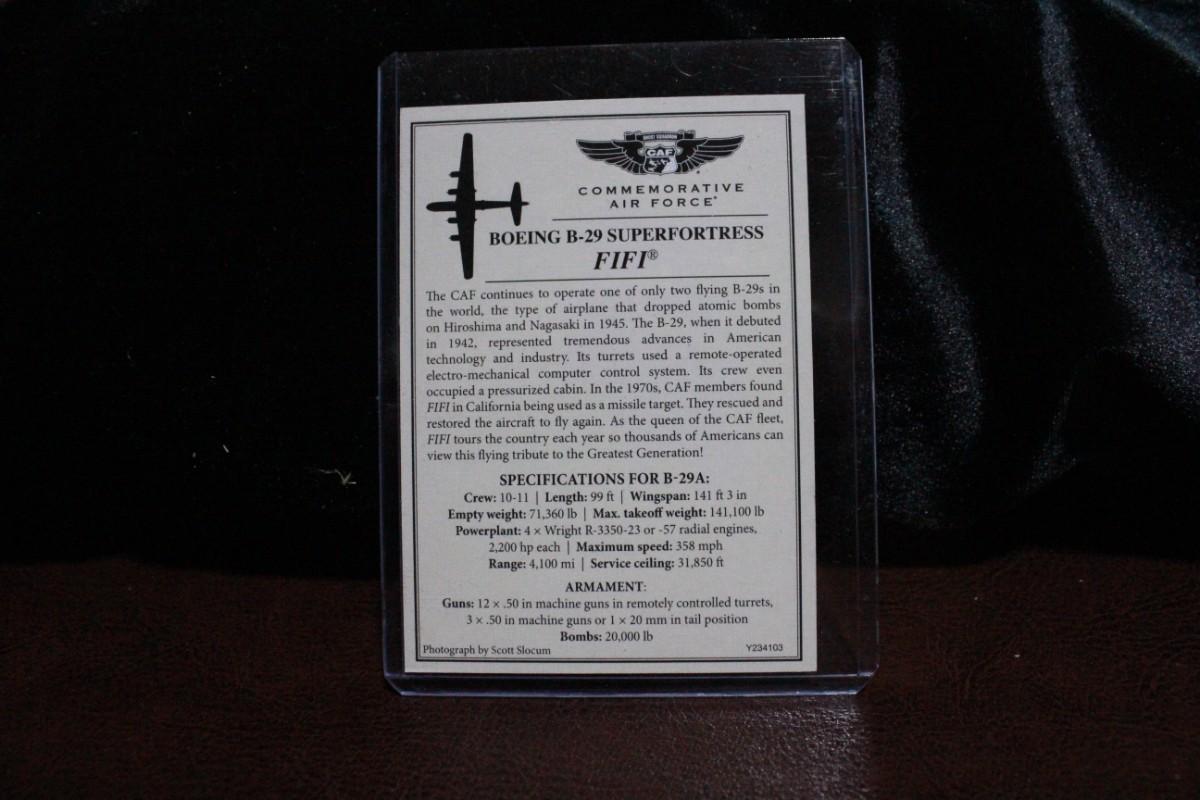 GHOST SQUADRON
CAF
COMMEMORATIVE
AIR FORCE®
BOEING B-29 SUPERFORTRESS
FIFI®
The CAF continues to operate one of only two flying B-29s in
the world, the type of airplane that dropped atomic bombs
on Hiroshima and Nagasaki in 1945. The B-29, when it debuted
in 1942, represented tremendous advances in American
technology and industry. Its turrets used a remote-operated
electro-mechanical computer control system. Its crew even
occupied a pressurized cabin. In the 1970s, CAF members found
FIFI in California being used as a missile target. They rescued and
restored the aircraft to fly again. As the queen of the CAF fleet,
FIFI tours the country each year so thousands of Americans can
view this flying tribute to the Greatest Generation!
SPECIFICATIONS FOR B-29A:
Crew: 10-11 | Length: 99 ft | Wingspan: 141 ft 3 in
Empty weight: 71,360 lb | Max. takeoff weight: 141,100 lb
Powerplant: 4 × Wright R-3350-23 or -57 radial engines,
2,200 hp each | Maximum speed: 358 mph
Range: 4,100 mi | Service ceiling: 31,850 ft
ARMAMENT:
Guns: 12 × .50 in machine guns in remotely controlled turrets,
3 × .50 in machine guns or 1 × 20 mm in tail position
Bombs: 20,000 lb
Photograph by Scott Slocum
Y234103